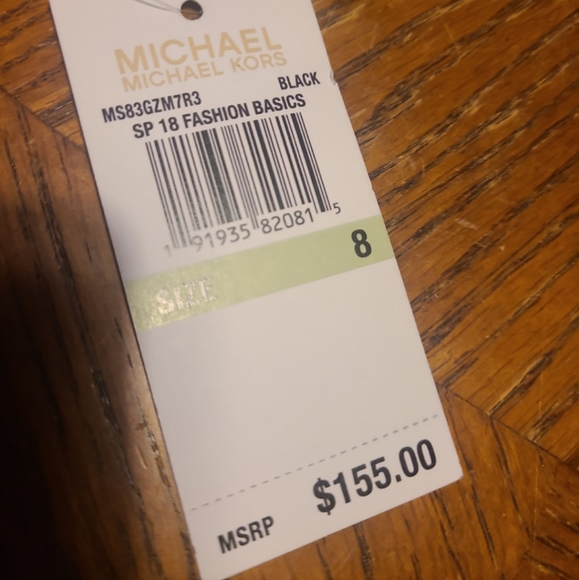 MICHAEL
MICHAEL KORS
MS83GZM7R3 BLACK
SP 18 FASHION BASICS
1 91935 82081 5
SIZE 8
MSRP $155.00